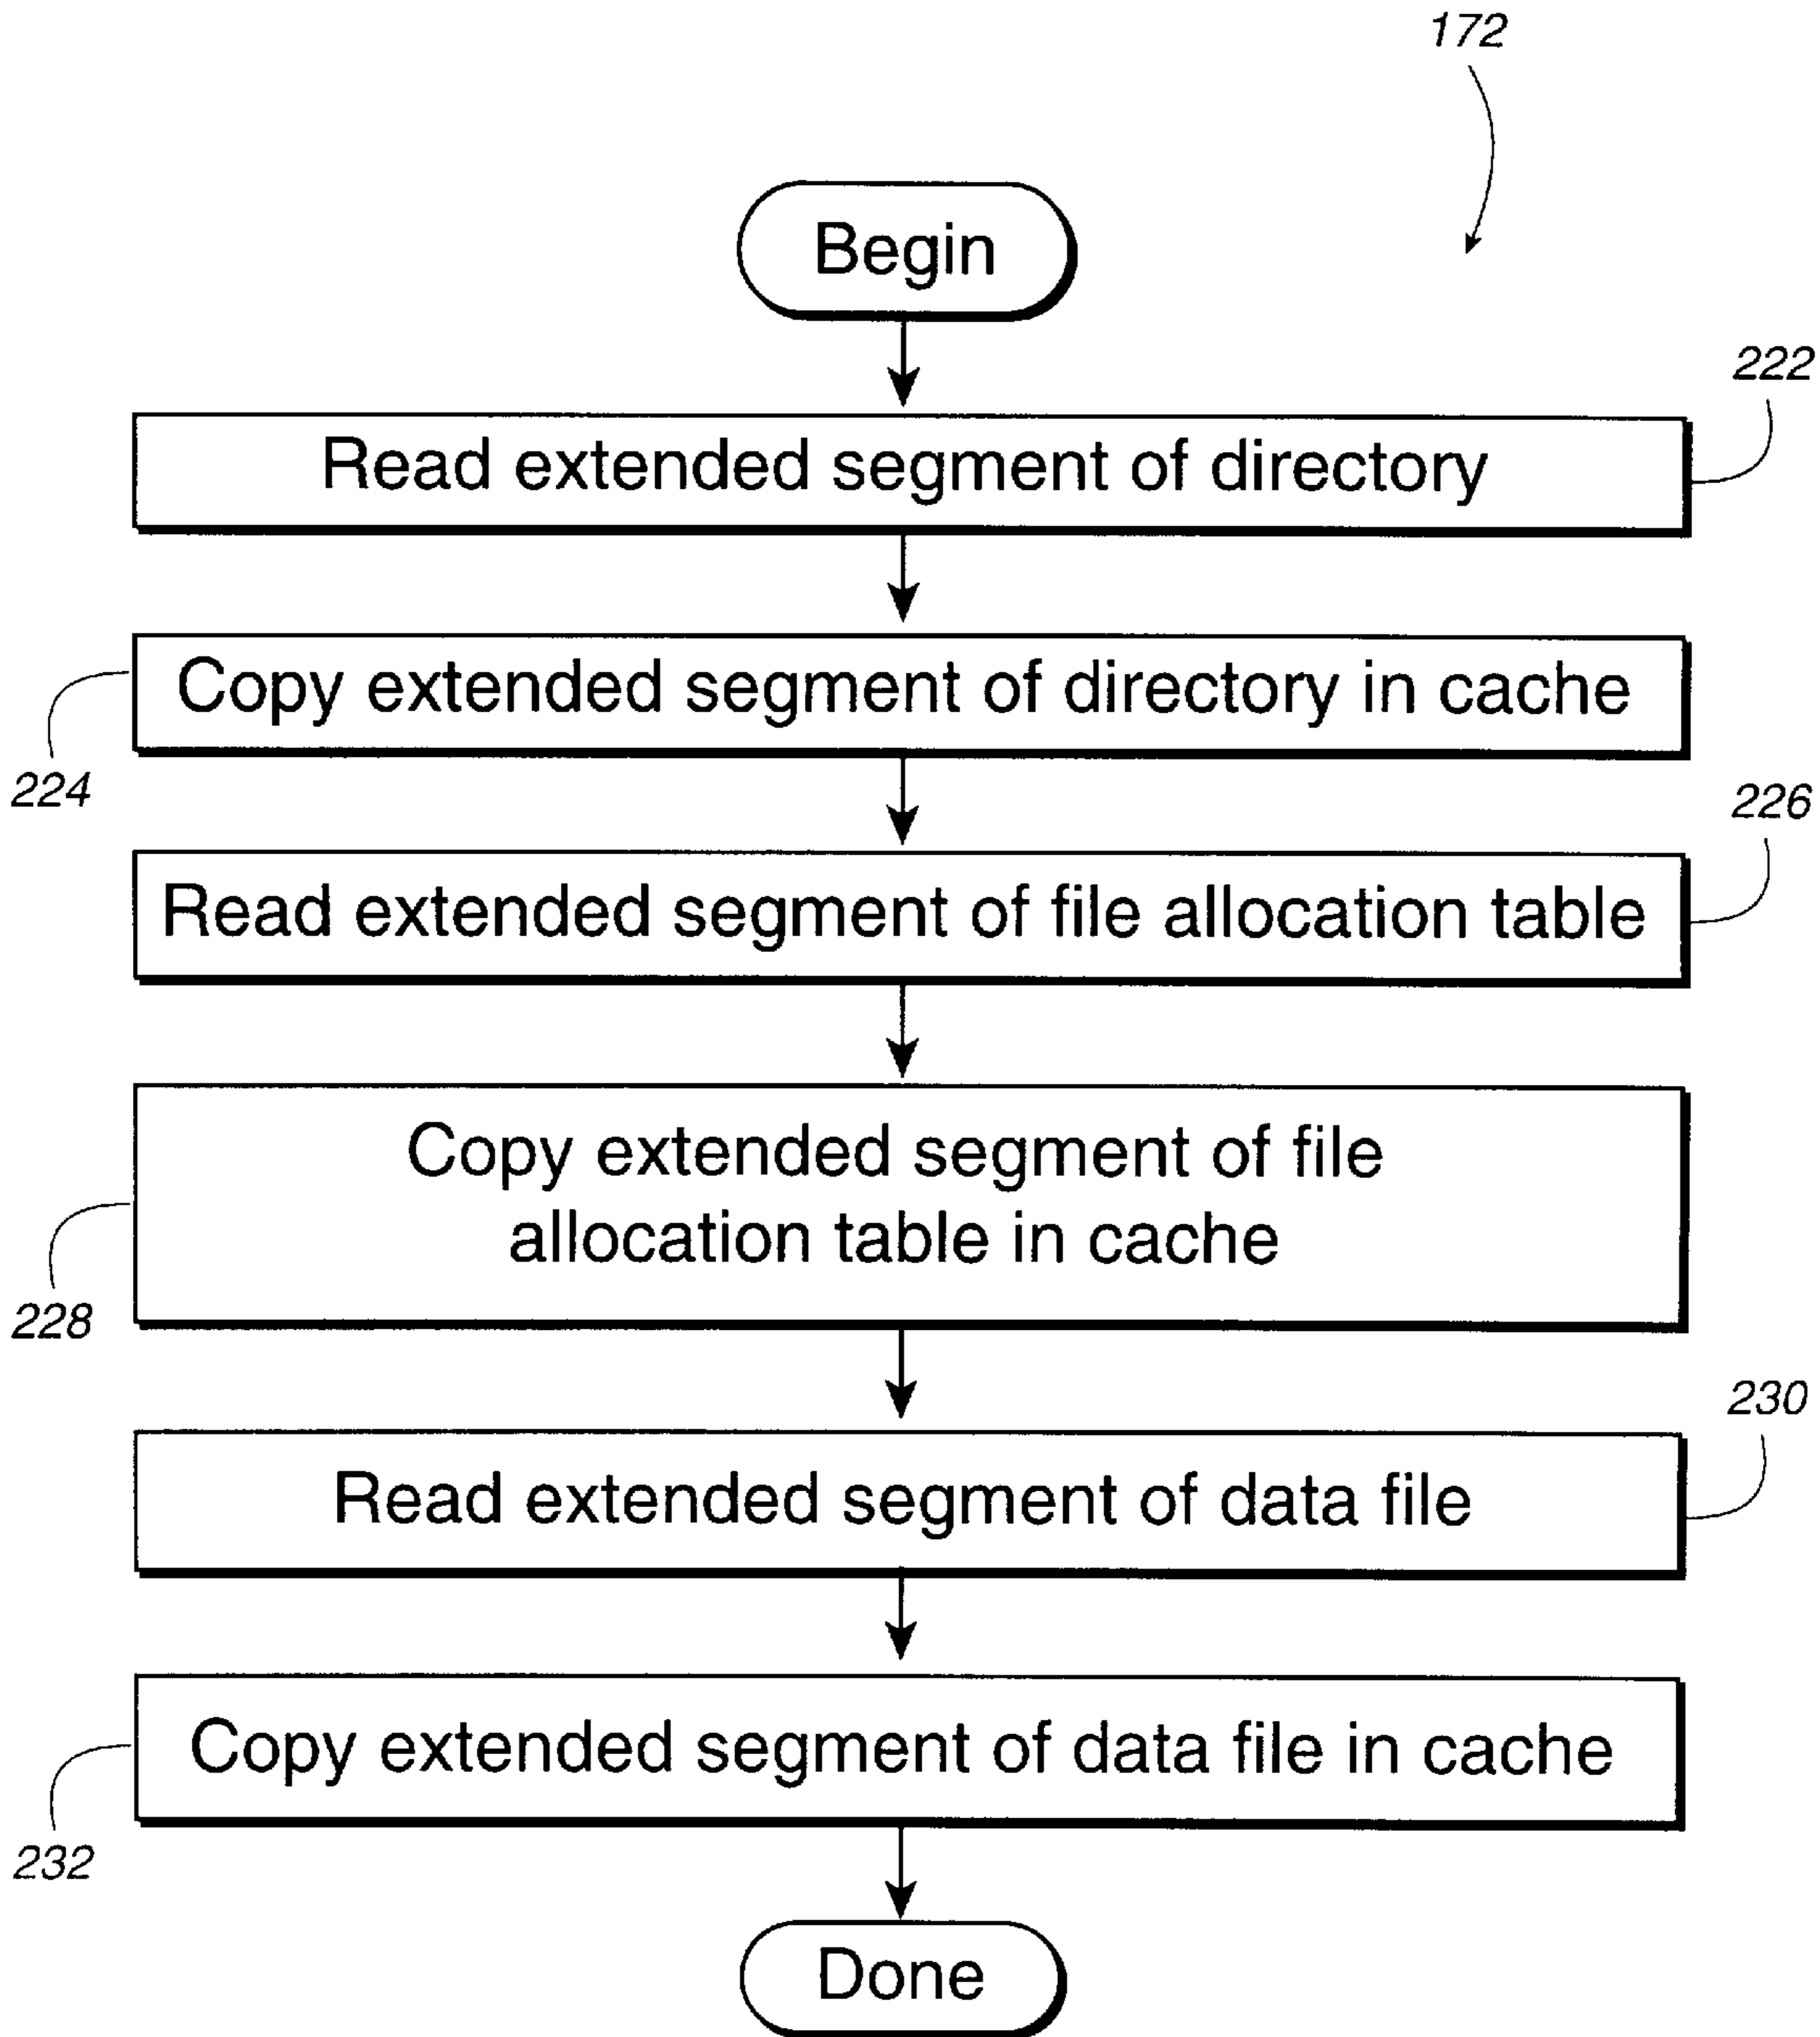 172
Begin
222
Read extended segment of directory
Copy extended segment of directory in cache
224
226
Read extended segment of file allocation table
Copy extended segment of file
allocation table in cache
228
230
Read extended segment of data file
Copy extended segment of data file in cache
232
Done